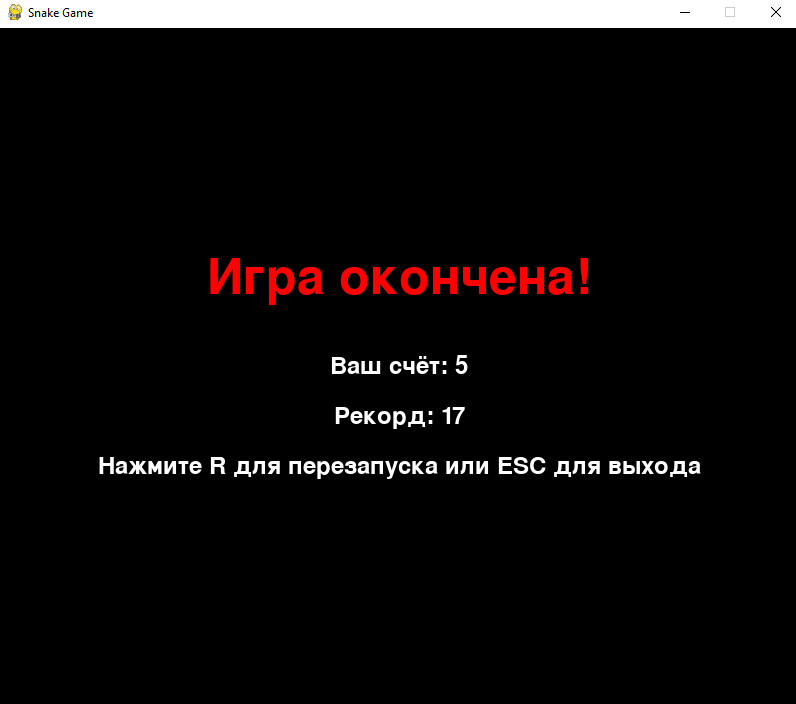 Snake Game
Игра окончена!
Ваш счёт: 5
Рекорд: 17
Нажмите R для перезапуска или ESC для выхода